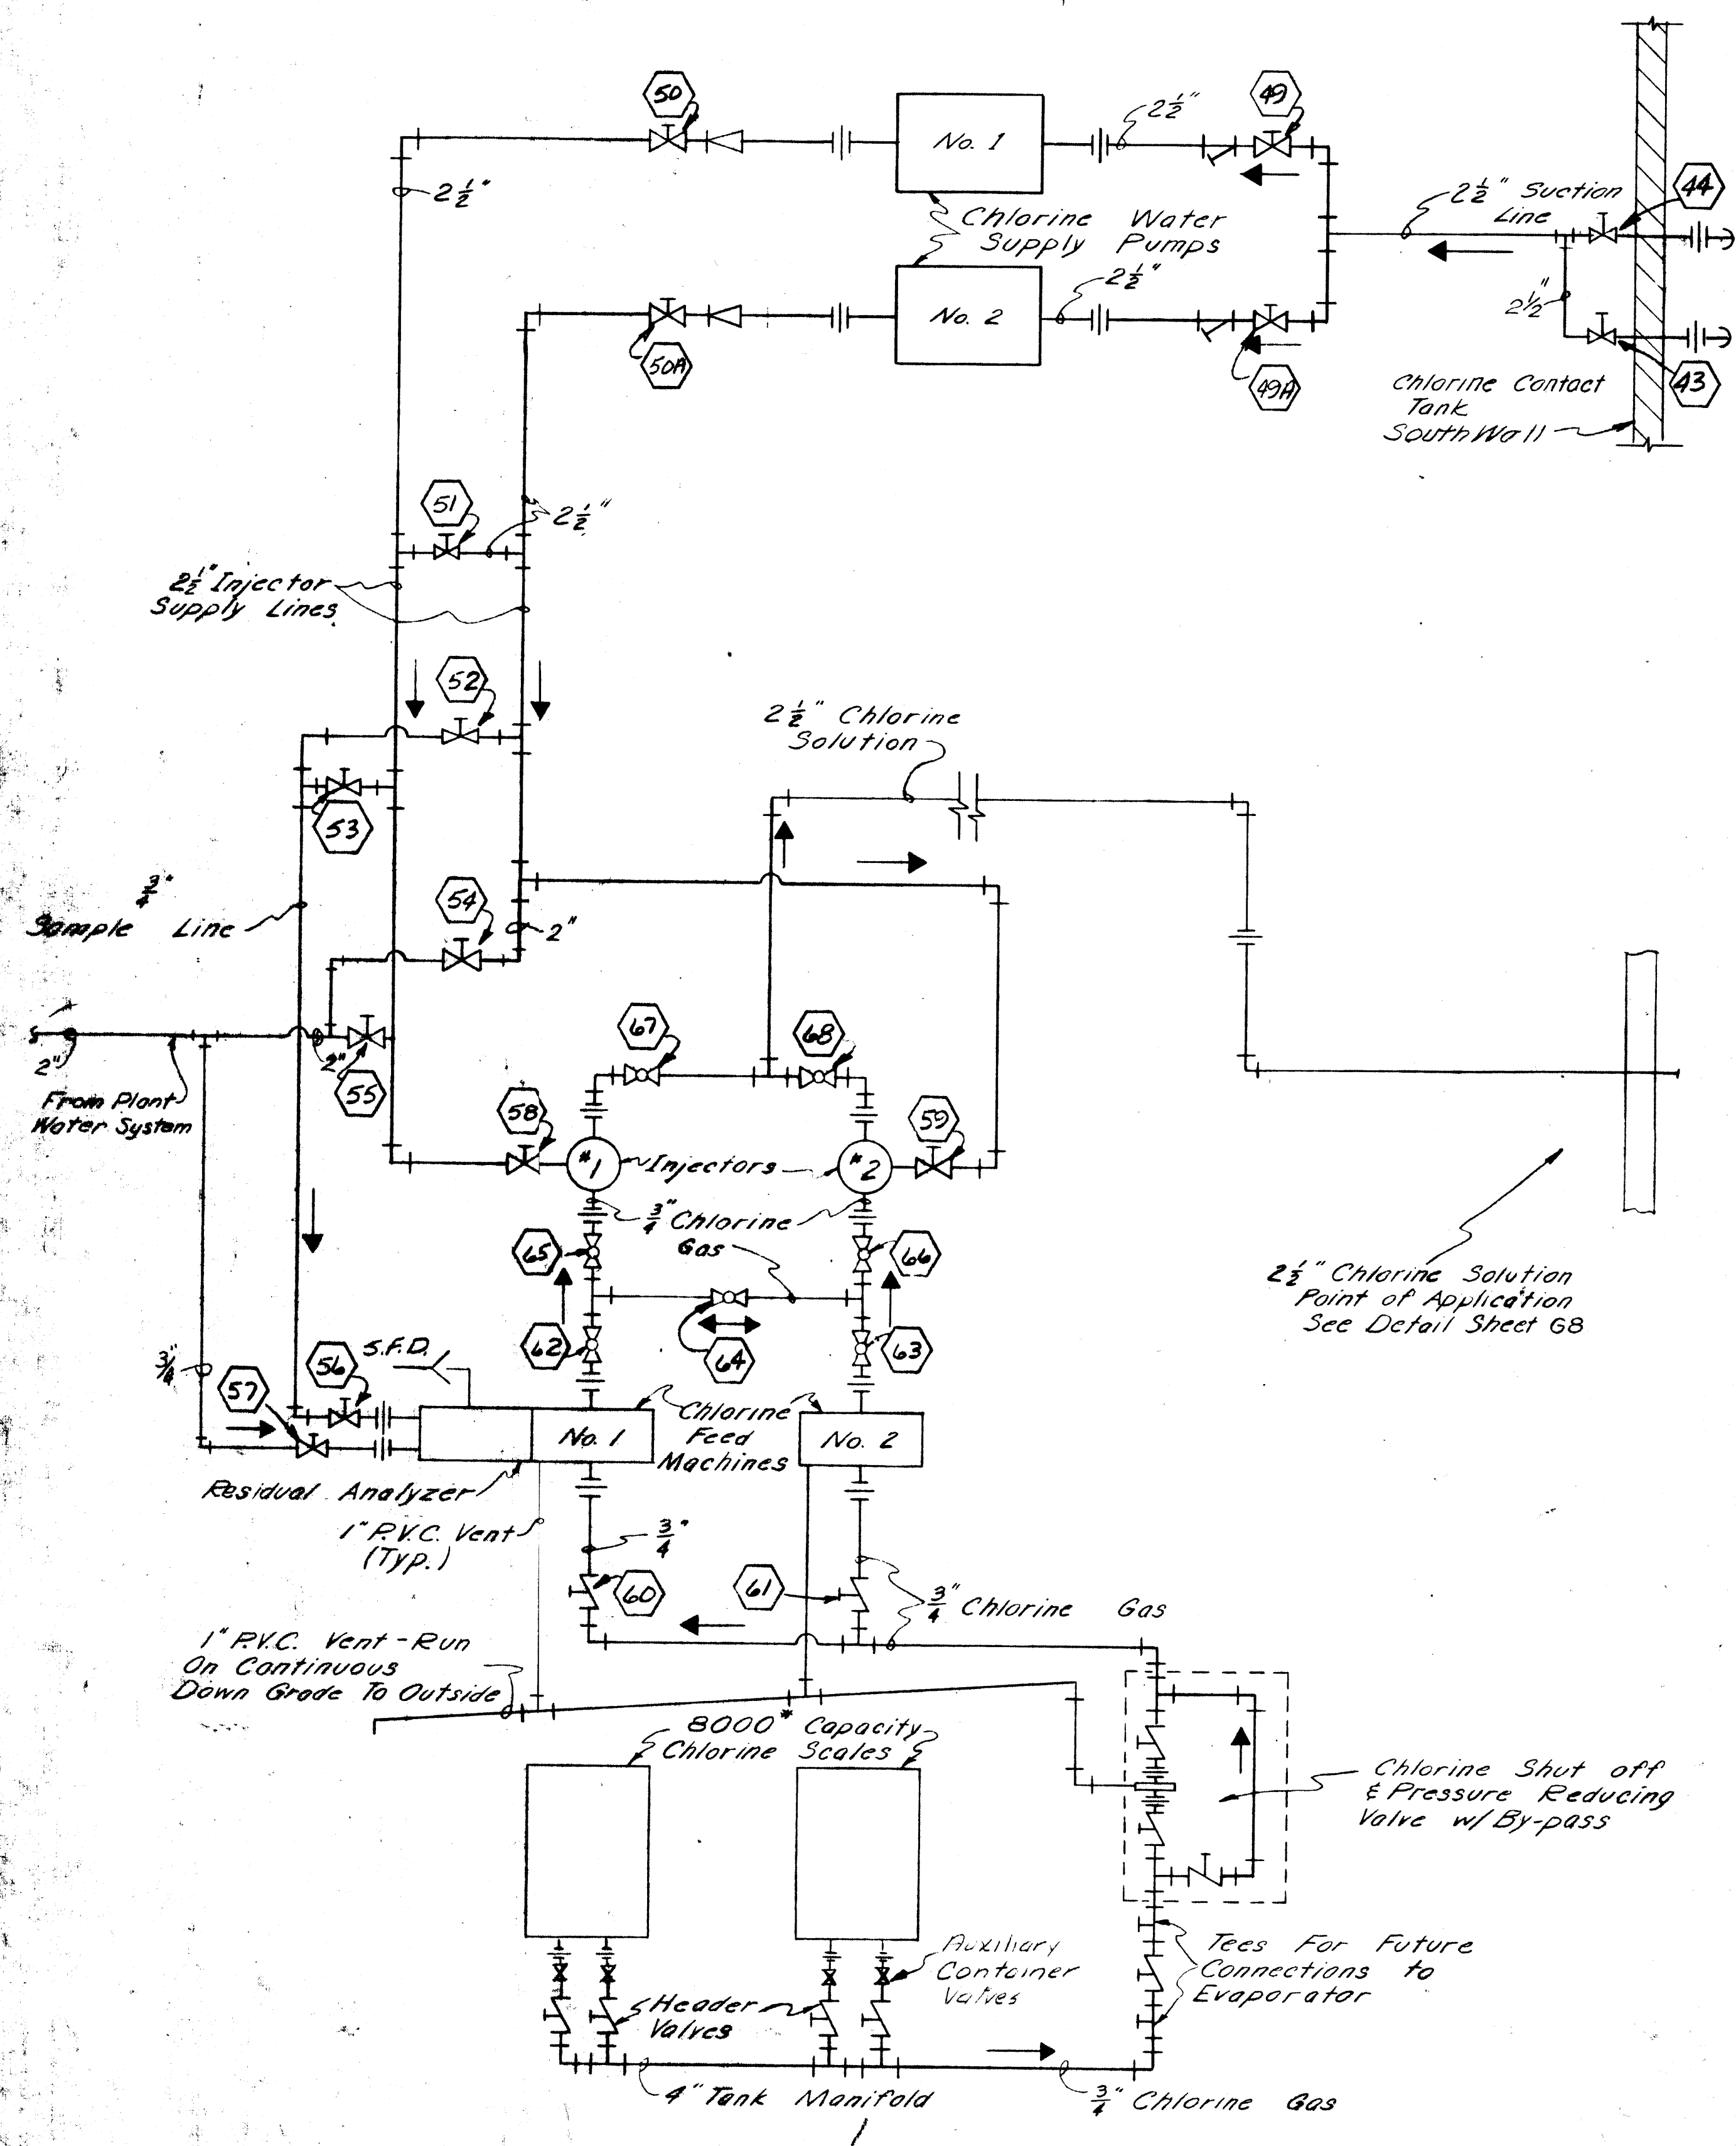 50
49
No. 1
2½"
2½"
44
2½" Suction
Line
Chlorine Water
Supply Pumps
2½"
No. 2
2½"
50A
49A
43
Chlorine Contact
Tank
South Wall
51
2½"
2½" Injector
Supply Lines
52
2½" Chlorine
Solution
53
¾"
Sample Line
54
2"
67
68
2"
2"
55
From Plant
Water System
58
59
#1
Injectors
#2
¾" Chlorine
Gas
65
66
2½" Chlorine Solution
Point of Application
See Detail Sheet G8
62
64
63
S.F.D.
¾"
56
57
Chlorine
Feed
Machines
No. 1
No. 2
Residual Analyzer
1" P.V.C. Vent
(Typ.)
¾
60
61
¾" Chlorine Gas
1" P.V.C. Vent - Run
On Continuous
Down Grade To Outside
8000# Capacity
Chlorine Scales
Chlorine Shut off
& Pressure Reducing
Valve w/ By-pass
Auxiliary
Container
Valves
Tees For Future
Connections to
Evaporator
Header
Valves
4" Tank Manifold
¾" Chlorine Gas